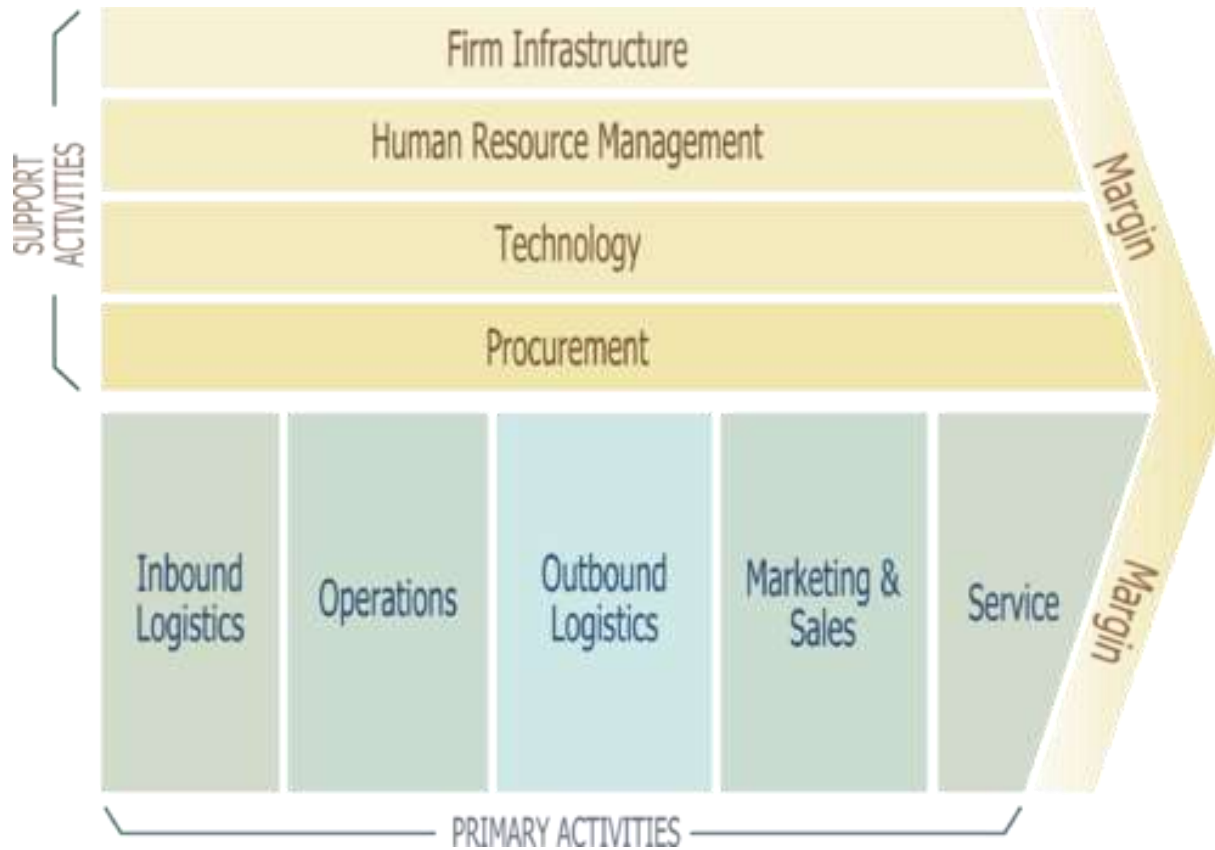 Firm Infrastructure
Human Resource Management
Technology
Procurement
SUPPORT
ACTIVITIES
Margin
Inbound
Logistics
Operations
Outbound
Logistics
Marketing &
Sales
Service
Margin
PRIMARY ACTIVITIES